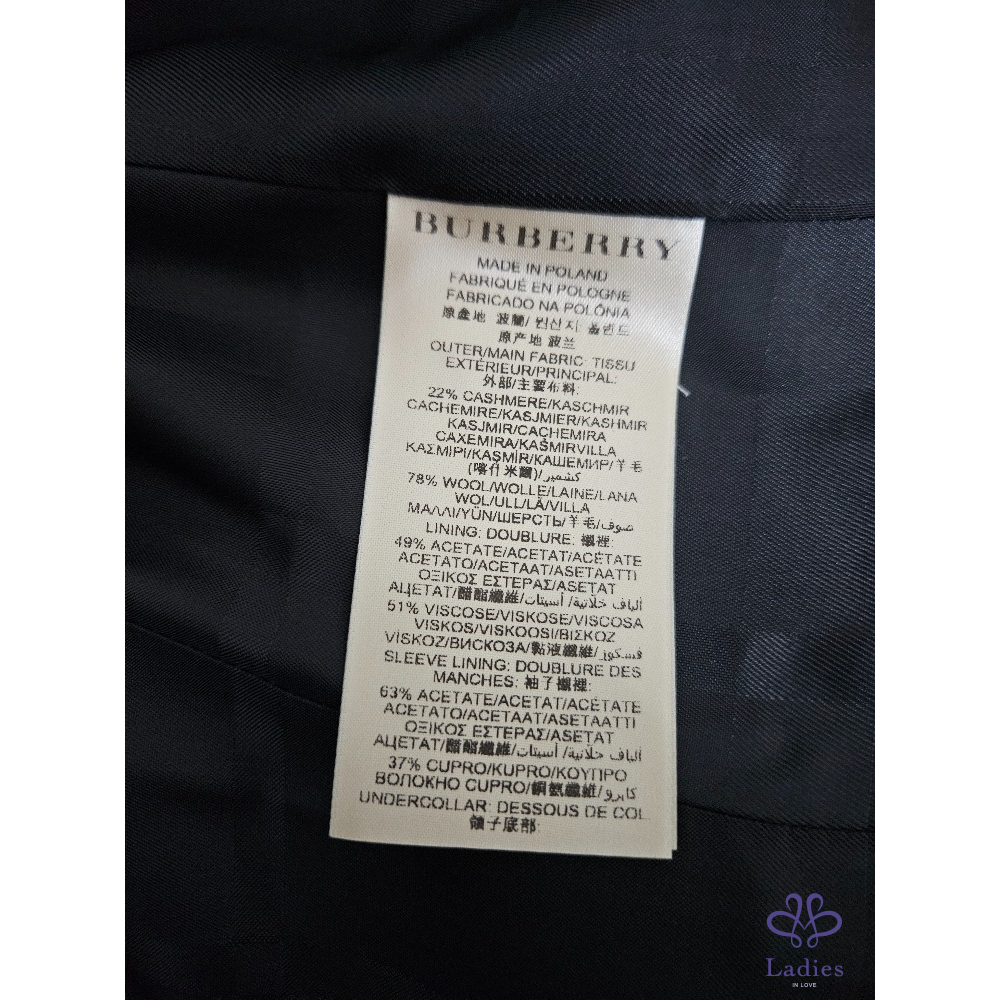 BURBERRY
MADE IN POLAND
FABRIQUÉ EN POLOGNE
FABRICADO NA POLÓNIA
原產地 波蘭/ 원산지 폴란드
原产地 波兰
OUTER/MAIN FABRIC: TISSU
EXTÉRIEUR/PRINCIPAL:
外部/主要布料:
22% CASHMERE/KASCHMIR
CACHEMIRE/KASJMIER/KASHMIR
KASJMIR/CACHEMIRA
CAXEMIRA/KAŠMIRVILLA
ΚΑΣΜΙΡΙ/KAŞMİR/КАШЕМИР/羊毛
(喀什米爾)/كشمير
78% WOOL/WOLLE/LAINE/LANA
WOL/ULL/LÃ/VILLA
ΜΑΛΛΙ/YÜN/ШЕРСТЬ/羊毛/صوف
LINING: DOUBLURE: 襯裡:
49% ACETATE/ACETAT/ACÉTATE
ACETATO/ACETAAT/ASETAATTI
ΟΞΙΚΟΣ ΕΣΤΕΡΑΣ/ASETAT
АЦЕТАТ/醋酯纖維/ألياف خلانية/ أسيتات
51% VISCOSE/VISKOSE/VISCOSA
VISKOS/VISKOOSI/ΒΙΣΚΟΖ
VİSKOZ/ВИСКОЗА/黏液纖維/فسكوز
SLEEVE LINING: DOUBLURE DES
MANCHES: 袖子襯裡:
63% ACETATE/ACETAT/ACÉTATE
ACETATO/ACETAAT/ASETAATTI
ΟΞΙΚΟΣ ΕΣΤΕΡΑΣ/ASETAT
АЦЕТАТ/醋酯纖維/ألياف خلانية/ أسيتات
37% CUPRO/KUPRO/ΚΟΥΠΡΟ
ВОЛОКНО CUPRO/銅氨纖維/كابرو
UNDERCOLLAR: DESSOUS DE COL
領子底部:
Ladies
IN LOVE